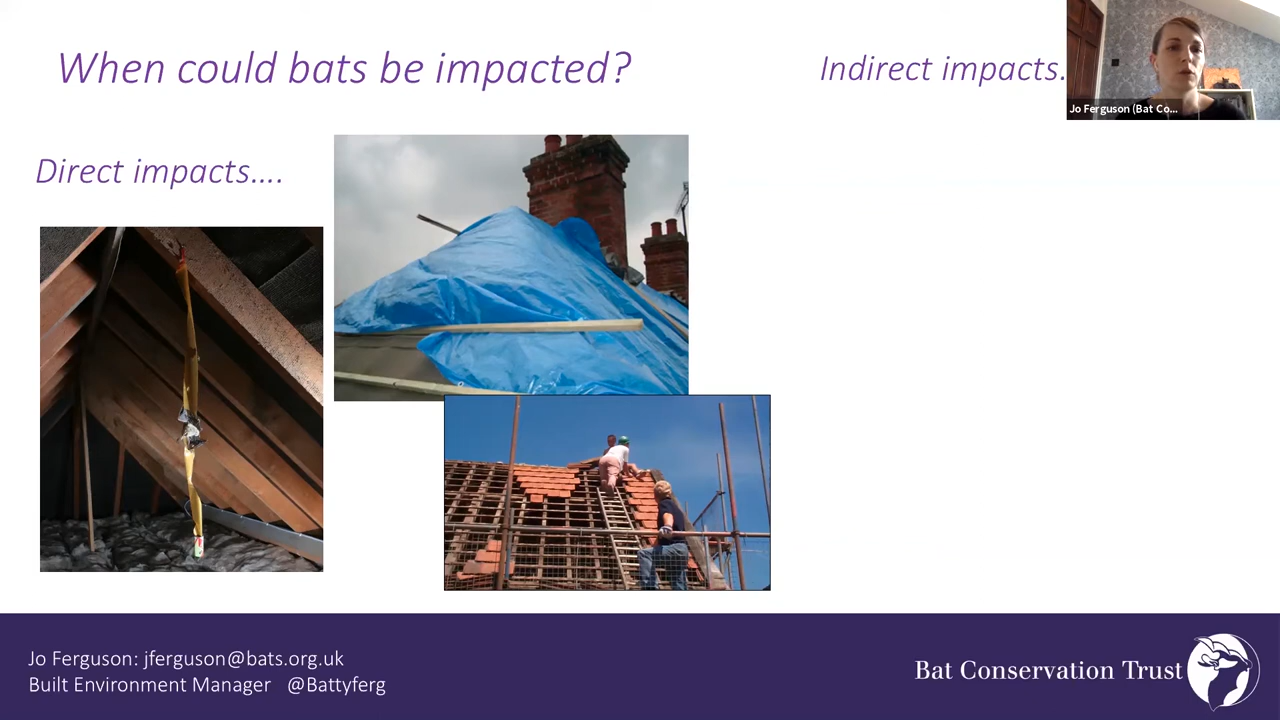 When could bats be impacted?
Indirect impacts.
Jo Ferguson (Bat Co...
Direct impacts....
Jo Ferguson: jferguson@bats.org.uk
Built Environment Manager @Battyferg
Bat Conservation Trust